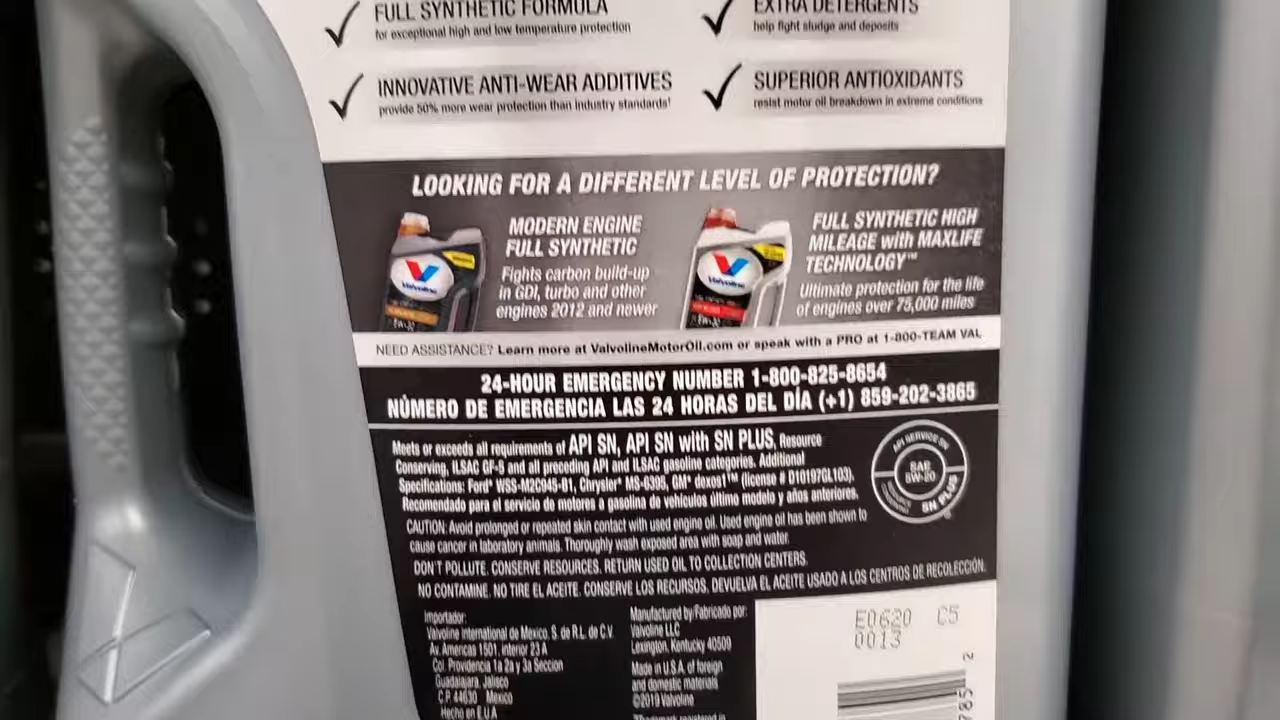 FULL SYNTHETIC FORMULA
for exceptional high and low temperature protection
EXTRA DETERGENTS
help fight sludge and deposits
INNOVATIVE ANTI-WEAR ADDITIVES
provide 50% more wear protection than industry standards¹
SUPERIOR ANTIOXIDANTS
resist motor oil breakdown in extreme conditions
LOOKING FOR A DIFFERENT LEVEL OF PROTECTION?
MODERN ENGINE
FULL SYNTHETIC
Fights carbon build-up
in GDI, turbo and other
engines 2012 and newer
Valvoline
FULL SYNTHETIC HIGH
MILEAGE with MAXLIFE
TECHNOLOGY™
Ultimate protection for the life
of engines over 75,000 miles
Valvoline
NEED ASSISTANCE? Learn more at ValvolineMotorOil.com or speak with a PRO at 1-800-TEAM VAL
24-HOUR EMERGENCY NUMBER 1-800-825-8654
NÚMERO DE EMERGENCIA LAS 24 HORAS DEL DÍA (+1) 859-202-3865
Meets or exceeds all requirements of API SN, API SN with SN PLUS, Resource
Conserving, ILSAC GF-5 and all preceding API and ILSAC gasoline categories. Additional
Specifications: Ford* WSS-M2C945-B1, Chrysler* MS-6395, GM* dexos1™ (license # D10197GL103).
Recomendado para el servicio de motores a gasolina de vehículos último modelo y años anteriores.
API SERVICE SN
SAE
5W-20
SN PLUS
CAUTION: Avoid prolonged or repeated skin contact with used engine oil. Used engine oil has been shown to
cause cancer in laboratory animals. Thoroughly wash exposed area with soap and water.
DON'T POLLUTE. CONSERVE RESOURCES. RETURN USED OIL TO COLLECTION CENTERS.
NO CONTAMINE. NO TIRE EL ACEITE. CONSERVE LOS RECURSOS, DEVUELVA EL ACEITE USADO A LOS CENTROS DE RECOLECCIÓN.
Importador:
Valvoline International de Mexico, S. de R.L. de C.V.
Av. Americas 1501, interior 23 A
Col. Providencia 1a 2a y 3a Seccion
Guadalajara, Jalisco
C.P. 44630 Mexico
Hecho en E.U.A
Manufactured by/Fabricado por:
Valvoline LLC
Lexington, Kentucky 40509
Made in U.S.A. of foreign
and domestic materials
©2019 Valvoline
*Trademark registered in
E0620 C5
0013
785 2